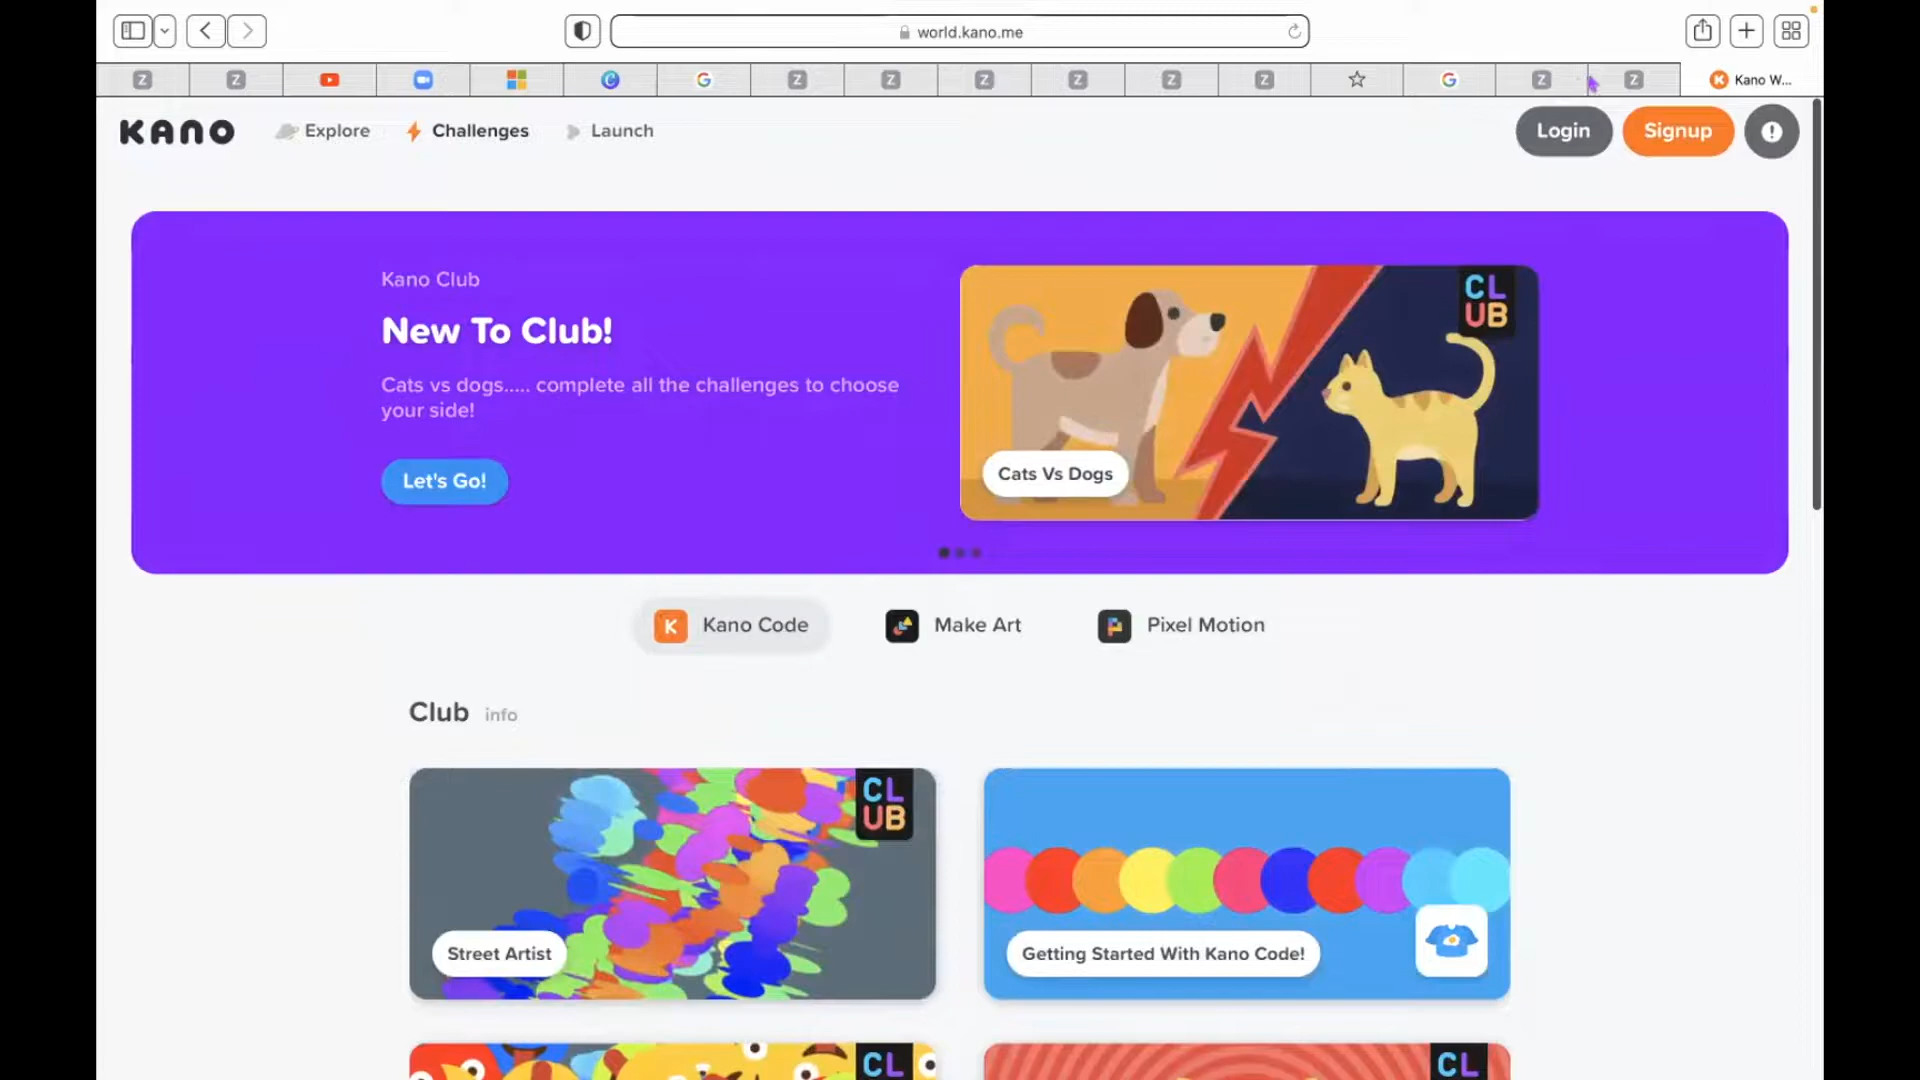 world.kano.me
Kano W...
KANO
Explore
Challenges
Launch
Login
Signup
Kano Club
New To Club!
Cats vs dogs..... complete all the challenges to choose
your side!
Let's Go!
CL
UB
Cats Vs Dogs
Kano Code
Make Art
Pixel Motion
Club info
CL
UB
Street Artist
Getting Started With Kano Code!
CL
CL